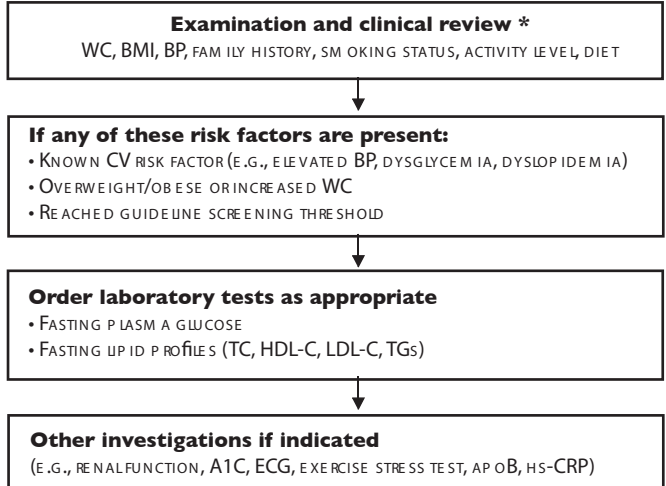 Examination and clinical review *
WC, BMI, BP, FAMILY HISTORY, SMOKING STATUS, ACTIVITY LEVEL, DIET
If any of these risk factors are present:
• KNOWN CV RISK FACTOR (E.G., ELEVATED BP, DYSGLYCEMIA, DYSLOPIDEMIA)
• OVERWEIGHT/OBESE OR INCREASED WC
• REACHED GUIDELINE SCREENING THRESHOLD
Order laboratory tests as appropriate
• FASTING PLASMA GLUCOSE
• FASTING LIPID PROfiLES (TC, HDL-C, LDL-C, TGS)
Other investigations if indicated
(E.G., RENAL FUNCTION, A1C, ECG, EXERCISE STRESS TEST, APOB, HS-CRP)